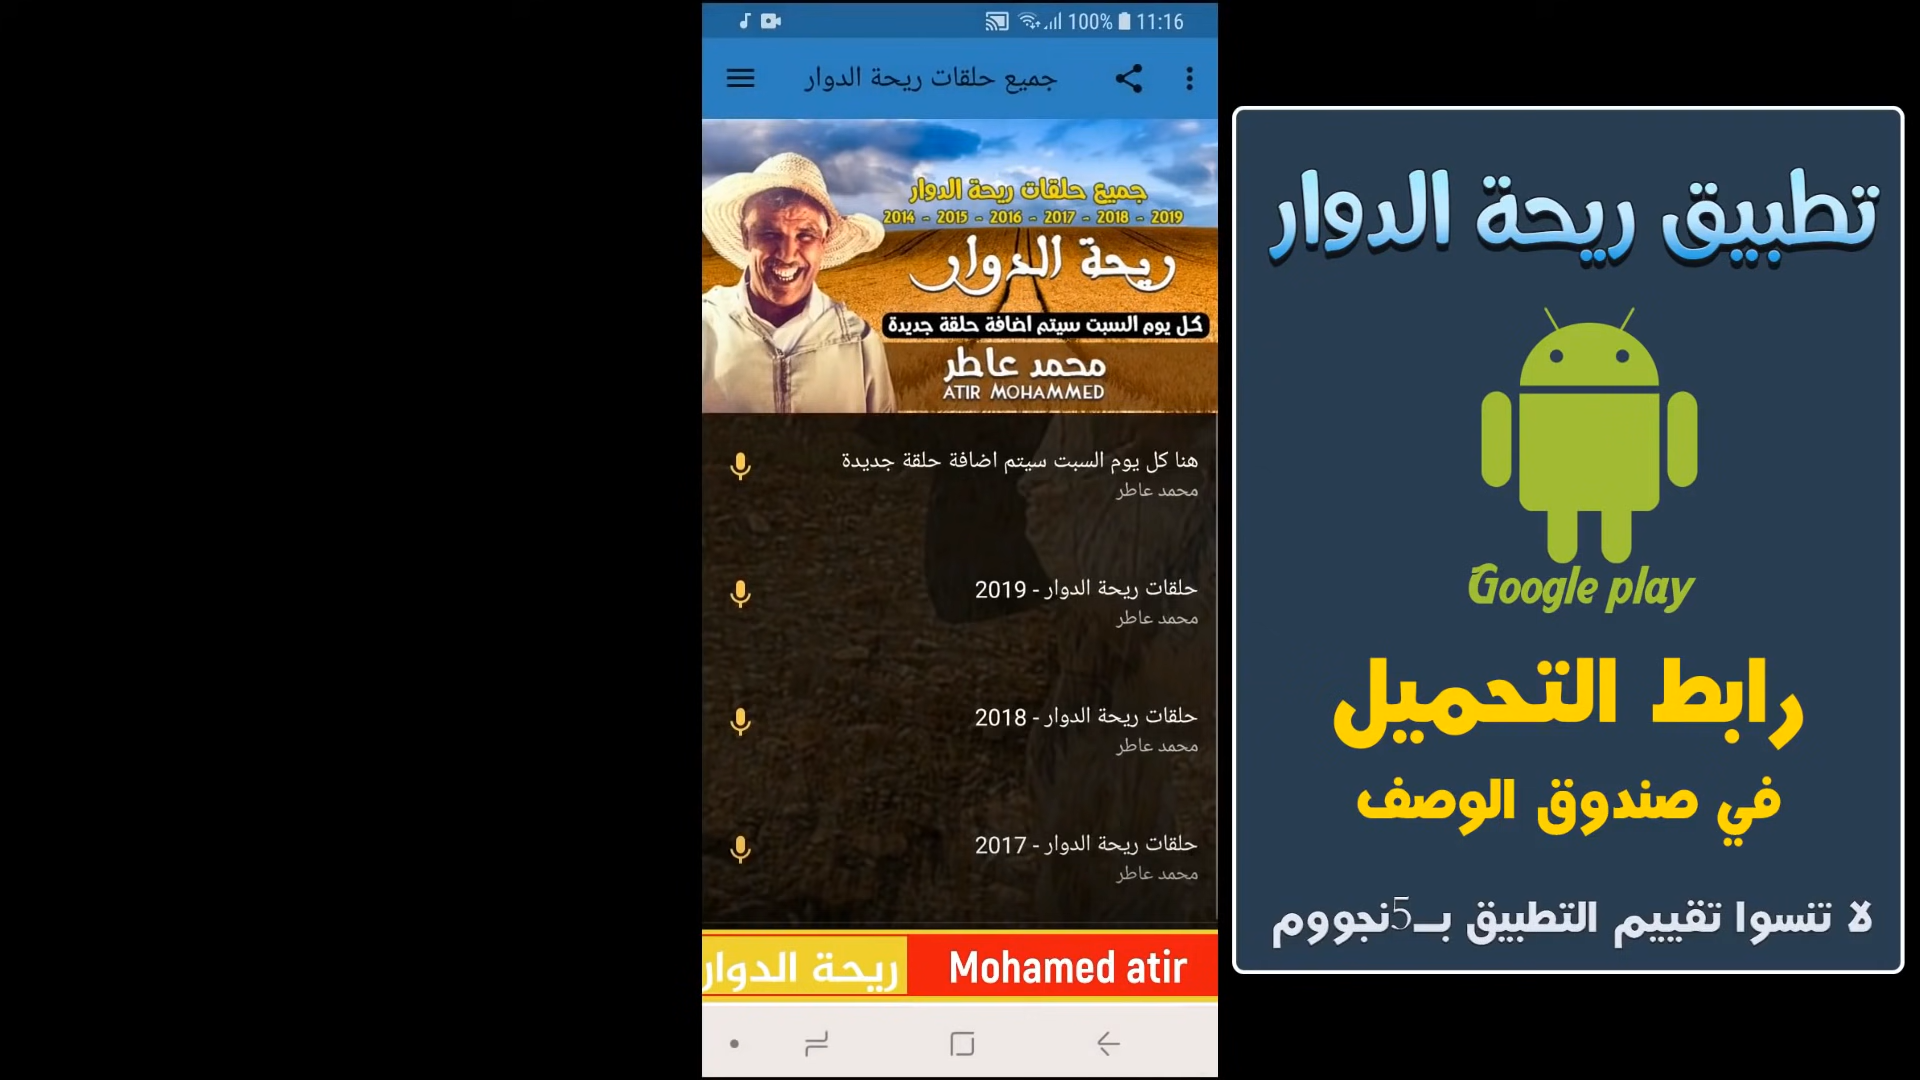 100% 11:16
جميع حلقات ريحة الدوار
جميع حلقات ريحة الدوار
2014 - 2015 - 2016 - 2017 - 2018 - 2019
ريحة الدوار
كل يوم السبت سيتم اضافة حلقة جديدة
محمد عاطر
ATIR MOHAMMED
هنا كل يوم السبت سيتم اضافة حلقة جديدة
محمد عاطر
حلقات ريحة الدوار - 2019
محمد عاطر
حلقات ريحة الدوار - 2018
محمد عاطر
حلقات ريحة الدوار - 2017
محمد عاطر
ريحة الدوار
Mohamed atir
تطبيق ريحة الدوار
Google play
رابط التحميل
في صندوق الوصف
لا تنسوا تقييم التطبيق بـ5نجووم